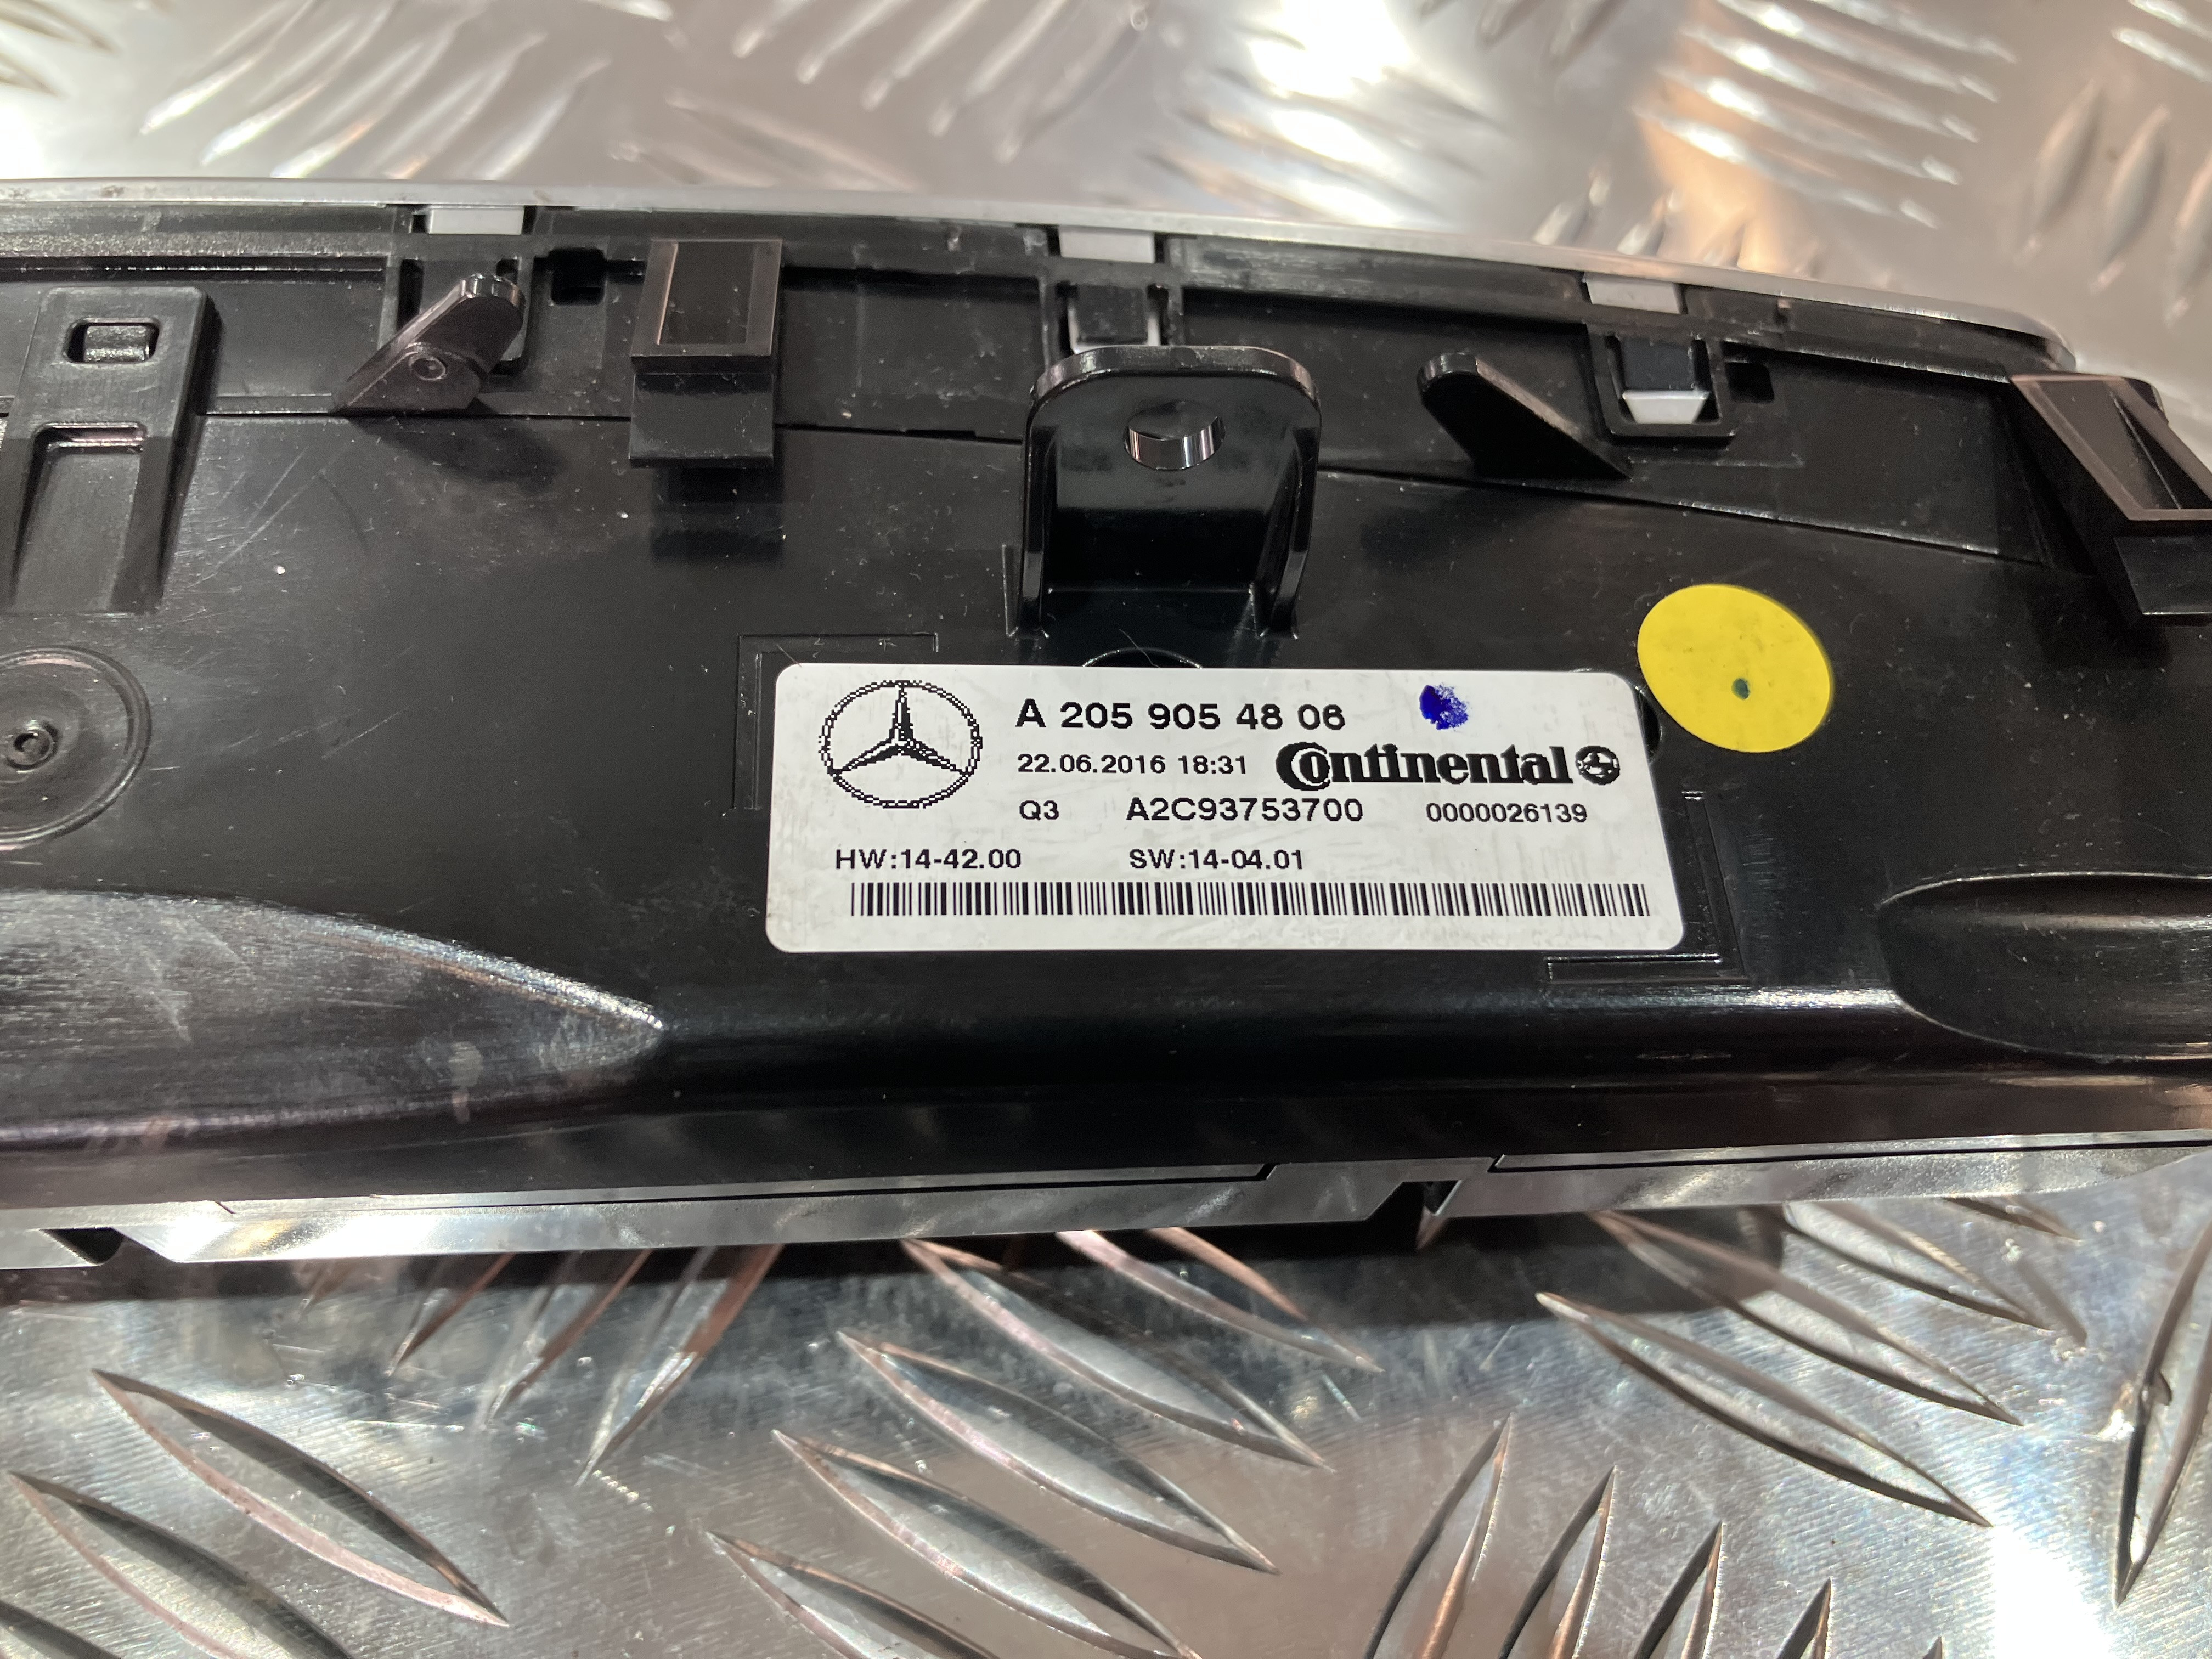 A 205 905 48 06
22.06.2016 18:31 Continental
Q3 A2C93753700 0000026139
HW:14-42.00 SW:14-04.01